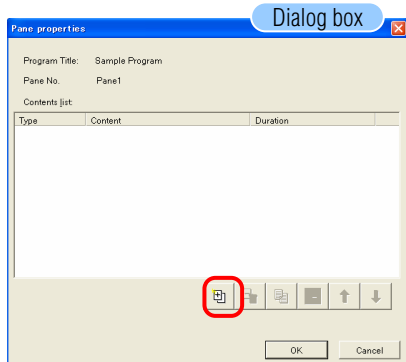 Dialog box
Pane properties
Program Title: Sample Program
Pane No. Pane1
Contents list:
Type Content Duration
OK Cancel